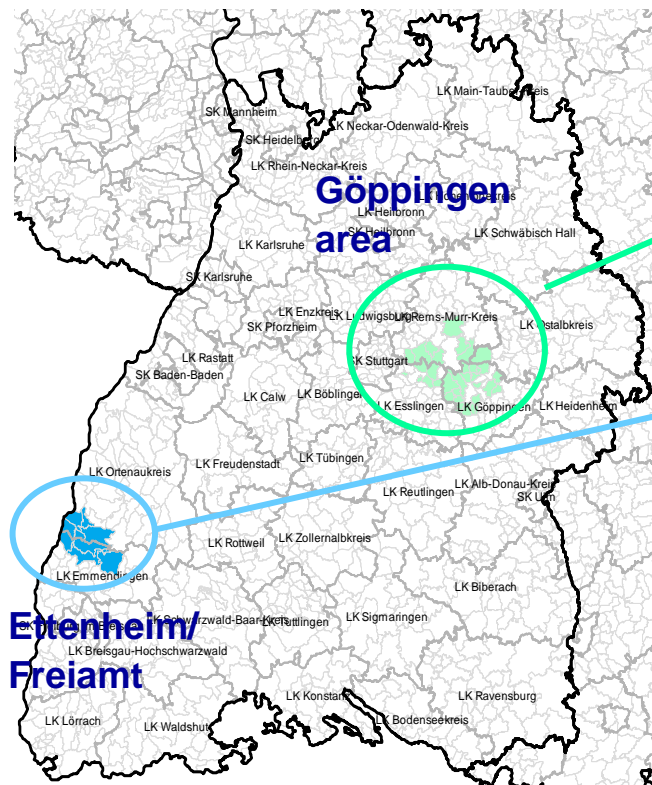 LK Main-Tauber-Kreis
SK Mannheim
LK Neckar-Odenwald-Kreis
SK Heidelberg
LK Rhein-Neckar-Kreis
Göppingen
area
LK Heilbronn
SK Heilbronn
LK Schwäbisch Hall
LK Karlsruhe
SK Karlsruhe
LK Enzkreis
LK Ludwigsburg
LK Rems-Murr-Kreis
LK Ostalbkreis
SK Pforzheim
LK Rastatt
SK Stuttgart
SK Baden-Baden
LK Calw
LK Böblingen
LK Esslingen
LK Göppingen
LK Heidenheim
LK Ortenaukreis
LK Freudenstadt
LK Tübingen
LK Reutlingen
LK Alb-Donau-Kreis
SK Ulm
LK Rottweil
LK Zollernalbkreis
LK Emmendingen
LK Biberach
Ettenheim/
Freiamt
LK Schwarzwald-Baar-Kreis
LK Tuttlingen
LK Sigmaringen
LK Breisgau-Hochschwarzwald
LK Konstanz
LK Ravensburg
LK Lörrach
LK Waldshut
LK Bodenseekreis